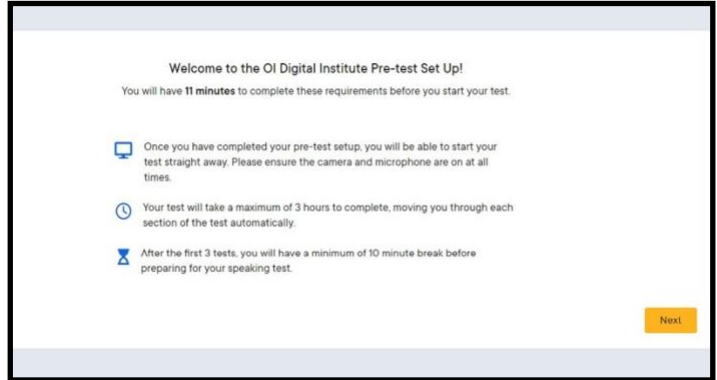 Welcome to the OI Digital Institute Pre-test Set Up!
You will have 11 minutes to complete these requirements before you start your test.
Once you have completed your pre-test setup, you will be able to start your
test straight away. Please ensure the camera and microphone are on at all
times.
Your test will take a maximum of 3 hours to complete, moving you through each
section of the test automatically.
After the first 3 tests, you will have a minimum of 10 minute break before
preparing for your speaking test.
Next